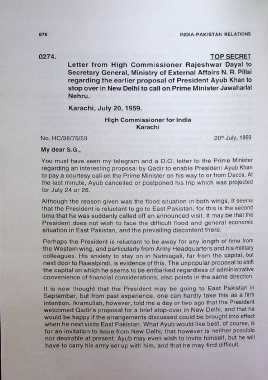 676
INDIA-PAKISTAN RELATIONS
0274.
TOP SECRET
Letter from High Commissioner Rajeshwar Dayal to
Secretary General, Ministry of External Affairs N. R. Pillai
regarding the earlier proposal of President Ayub Khan to
stop over in New Delhi to call on Prime Minister Jawaharlal
Nehru.
Karachi, July 20, 1959.
High Commissioner for India
Karachi
No. HC/98/75/59
20th July, 1959
My dear S.G.,
You must have seen my telegram and a D.O. letter to the Prime Minister
regarding an interesting proposal by Qadir to enable President Ayub Khan
to pay a courtesy call on the Prime Minister on his way to or from Dacca. At
the last minute, Ayub cancelled or postponed his trip which was projected
for July 24 or 26.
Although the reason given was the flood situation in both wings, it seems
that the President is reluctant to go to East Pakistan, for this is the second
time that he was suddenly called off an announced visit. It may be that the
President does not wish to face the difficult food and general economic
situation in East Pakistan, and the prevailing discontent there.
Perhaps the President is reluctant to be away for any length of time from
the Western wing, and particularly from Army Headquarters and his military
colleagues. His anxiety to stay on in Nathiagali, far from the capital, but
next door to Rawalpindi, is evidence of this. The unpopular proposal to shift
the capital on which he seems to be embarked regardless of administrative
convenience of financial considerations, also points in the same direction.
It is now thought that the President may be going to East Pakistan in
September, but from past experience, one can hardly take this as a firm
intention. Ikramullah, however, told me a day or two ago that the President
welcomed Qadir's proposal for a brief stop-over in New Delhi, and that he
would be happy if the arrangements discussed could be brought into effect
when he next visits East Pakistan. What Ayub would like best, of course, is
for an invitation to issue from New Delhi; that however is neither possible
nor desirable at present. Ayub may even wish to invite himself, but he will
have to carry his army set up with him, and that he may find difficult.